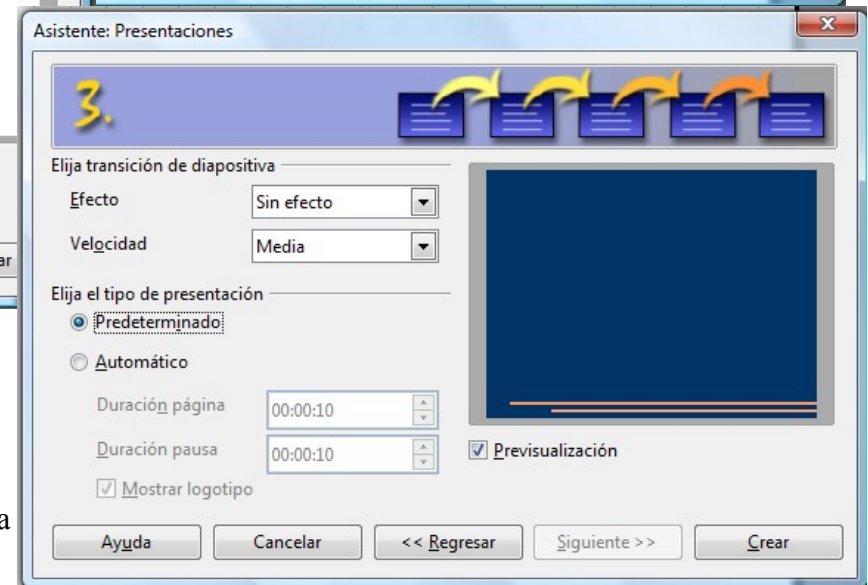 Asistente: Presentaciones
3.
Elija transición de diapositiva
Efecto Sin efecto
Velocidad Media
ar
Elija el tipo de presentación
Predeterminado
Automático
Duración página 00:00:10
Duración pausa 00:00:10
Previsualización
Mostrar logotipo
a
Ayuda Cancelar << Regresar Siguiente >> Crear